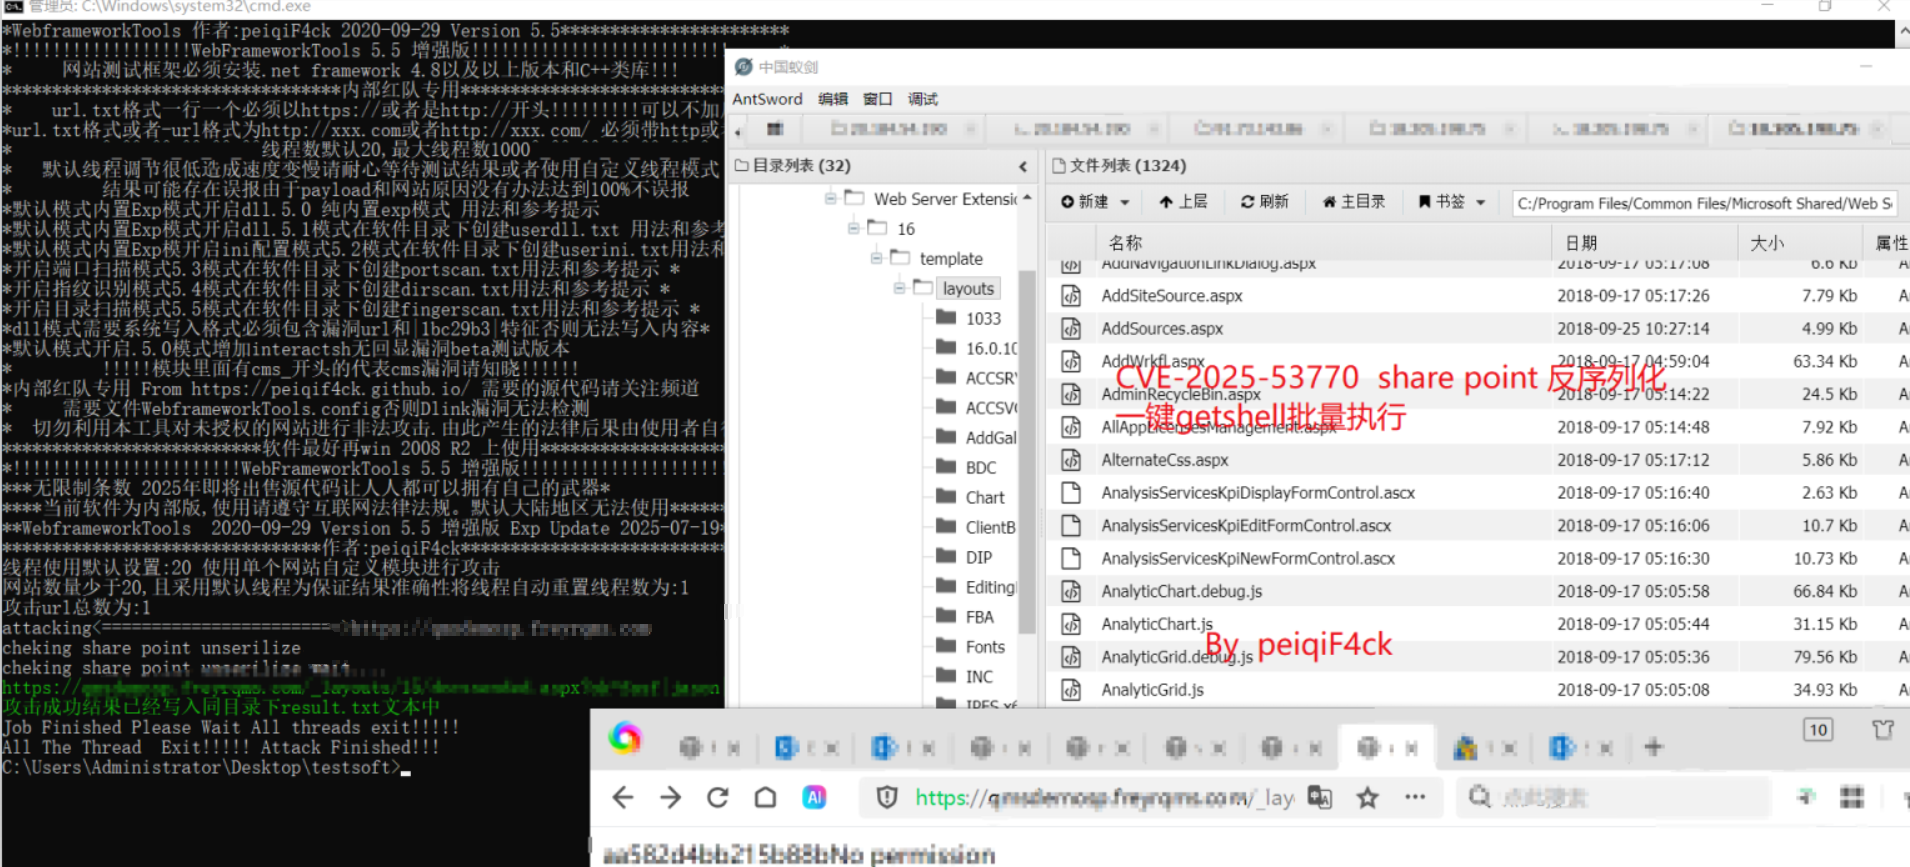 管理员: C:\Windows\system32\cmd.exe
*WebframeworkTools 作者:peiqiF4ck 2020-09-29 Version 5.5**************************
*!!!!!!!!!!!!!!!!!!!WebFrameworkTools 5.5 增强版!!!!!!!!!!!!!!!!!!!!!!!!!!!!!! *
* 网站测试框架必须安装.net framework 4.8以及以上版本和C++类库!!!
**********************************内部红队专用***************************
* url.txt格式一行一个必须以https://或者是http://开头!!!!!!!!!可以不加
*url.txt格式或者-url格式为http://xxx.com或者http://xxx.com/ 必须带http或
* 线程数默认20,最大线程数1000
* 默认线程调节很低造成速度变慢请耐心等待测试结果或者使用自定义线程模式
* 结果可能存在误报由于payload和网站原因没有办法达到100%不误报
*默认模式内置Exp模式开启dll.5.0 纯内置exp模式 用法和参考提示
*默认模式内置Exp模式开启dll.5.1模式在软件目录下创建userdll.txt 用法和参考
*默认模式内置Exp模开启ini配置模式5.2模式在软件目录下创建userini.txt用法和
*开启端口扫描模式5.3模式在软件目录下创建portscan.txt用法和参考提示 *
*开启指纹识别模式5.4模式在软件目录下创建dirscan.txt用法和参考提示 *
*开启目录扫描模式5.5模式在软件目录下创建fingerscan.txt用法和参考提示 *
*dll模式需要系统写入格式必须包含漏洞url和|1bc29b3|特征否则无法写入内容*
*默认模式开启.5.0模式增加interactsh无回显漏洞beta测试版本
* !!!!!模块里面有cms_开头的代表cms漏洞请知晓!!!!!!
*内部红队专用 From https://peiqif4ck.github.io/ 需要的源代码请关注频道
* 需要文件WebframeworkTools.config否则Dlink漏洞无法检测
* 切勿利用本工具对未授权的网站进行非法攻击.由此产生的法律后果由使用者自
**************************软件最好再win 2008 R2 上使用*******************
*!!!!!!!!!!!!!!!!!!!!!!!!WebFrameworkTools 5.5 增强版!!!!!!!!!!!!!!!!!!!!!
***无限制条数 2025年即将出售源代码让人人都可以拥有自己的武器*
****当前软件为内部版,使用请遵守互联网法律法规。默认大陆地区无法使用******
**WebframeworkTools 2020-09-29 Version 5.5 增强版 Exp Update 2025-07-19*
********************************作者:peiqiF4ck**************************
线程使用默认设置:20 使用单个网站自定义模块进行攻击
网站数量少于20,且采用默认线程为保证结果准确性将线程自动重置线程数为:1
攻击url总数为:1
attacking<=======================
cheking share point unserilize
cheking share point unserilize wait
https://
攻击成功结果已经写入同目录下result.txt文本中
Job Finished Please Wait All threads exit!!!!!
All The Thread Exit!!!!! Attack Finished!!!
C:\Users\Administrator\Desktop\testsoft>
中国蚁剑
AntSword 编辑 窗口 调试
目录列表 (32)
Web Server Extensio
16
template
layouts
1033
16.0.10
ACCSRV
ACCSVC
AddGal
BDC
Chart
ClientB
DIP
Editing
FBA
Fonts
INC
文件列表 (1324)
新建 上层 刷新 主目录 书签 C:/Program Files/Common Files/Microsoft Shared/Web S
名称 日期 大小 属性
AddNavigationLinkDialog.aspx 2018-09-17 05:17:08 6.6 Kb
AddSiteSource.aspx 2018-09-17 05:17:26 7.79 Kb
AddSources.aspx 2018-09-25 10:27:14 4.99 Kb
AddWrkfl.aspx 2018-09-17 04:59:04 63.34 Kb
CVE-2025-53770 share point 反序列化
AdminRecycleBin.aspx 2018-09-17 05:14:22 24.5 Kb
一键getshell批量执行
AllAppLicensesManagement.aspx 2018-09-17 05:14:48 7.92 Kb
AlternateCss.aspx 2018-09-17 05:17:12 5.86 Kb
AnalysisServicesKpiDisplayFormControl.ascx 2018-09-17 05:16:40 2.63 Kb
AnalysisServicesKpiEditFormControl.ascx 2018-09-17 05:16:06 10.7 Kb
AnalysisServicesKpiNewFormControl.ascx 2018-09-17 05:16:30 10.73 Kb
AnalyticChart.debug.js 2018-09-17 05:05:58 66.84 Kb
AnalyticChart.js 2018-09-17 05:05:44 31.15 Kb
By peiqiF4ck
AnalyticGrid.debug.js 2018-09-17 05:05:36 79.56 Kb
AnalyticGrid.js 2018-09-17 05:05:08 34.93 Kb
10
AI
https://
aa582d4bb215b88bNo permission